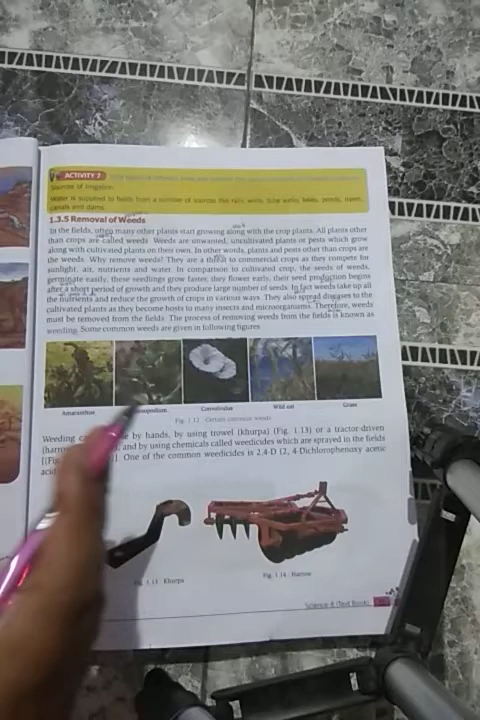 ACTIVITY 7
Sources of Irrigation
Water is supplied to fields from a number of sources like rain, wells, tube wells, lakes, ponds, rivers,
canals and dams.
1.3.5 Removal of Weeds
In the fields, often many other plants start growing along with the crop plants. All plants other
than crops are called weeds. Weeds are unwanted, uncultivated plants or pests which grow
along with cultivated plants on their own. In other words, plants and pests other than crops are
the weeds. Why remove weeds? They are a threat to commercial crops as they compete for
sunlight, air, nutrients and water. In comparison to cultivated crop, the seeds of weeds,
germinate easily, these seedlings grow faster, they flower early, their seed production begins
after a short period of growth and they produce large number of seeds. In fact weeds take up all
the nutrients and reduce the growth of crops in various ways. They also spread diseases to the
cultivated plants as they become hosts to many insects and microorganisms. Therefore, weeds
must be removed from the fields. The process of removing weeds from the fields is known as
weeding. Some common weeds are given in following figures
Amaranthus
Convolvulus
Wild oat
Grass
Fig. 1.12 : Certain common weeds
Weeding by hands, by using trowel (khurpa) (Fig. 1.13) or a tractor-driven
(harrow and by using chemicals called weedicides which are sprayed in the fields
[(Fig. One of the common weedicides is 2,4-D (2, 4-Dichlorophenoxy acetic
acid
Fig. 1.13 : Khurpa
Fig. 1.14 : Harrow
Science-8 (Text Book)